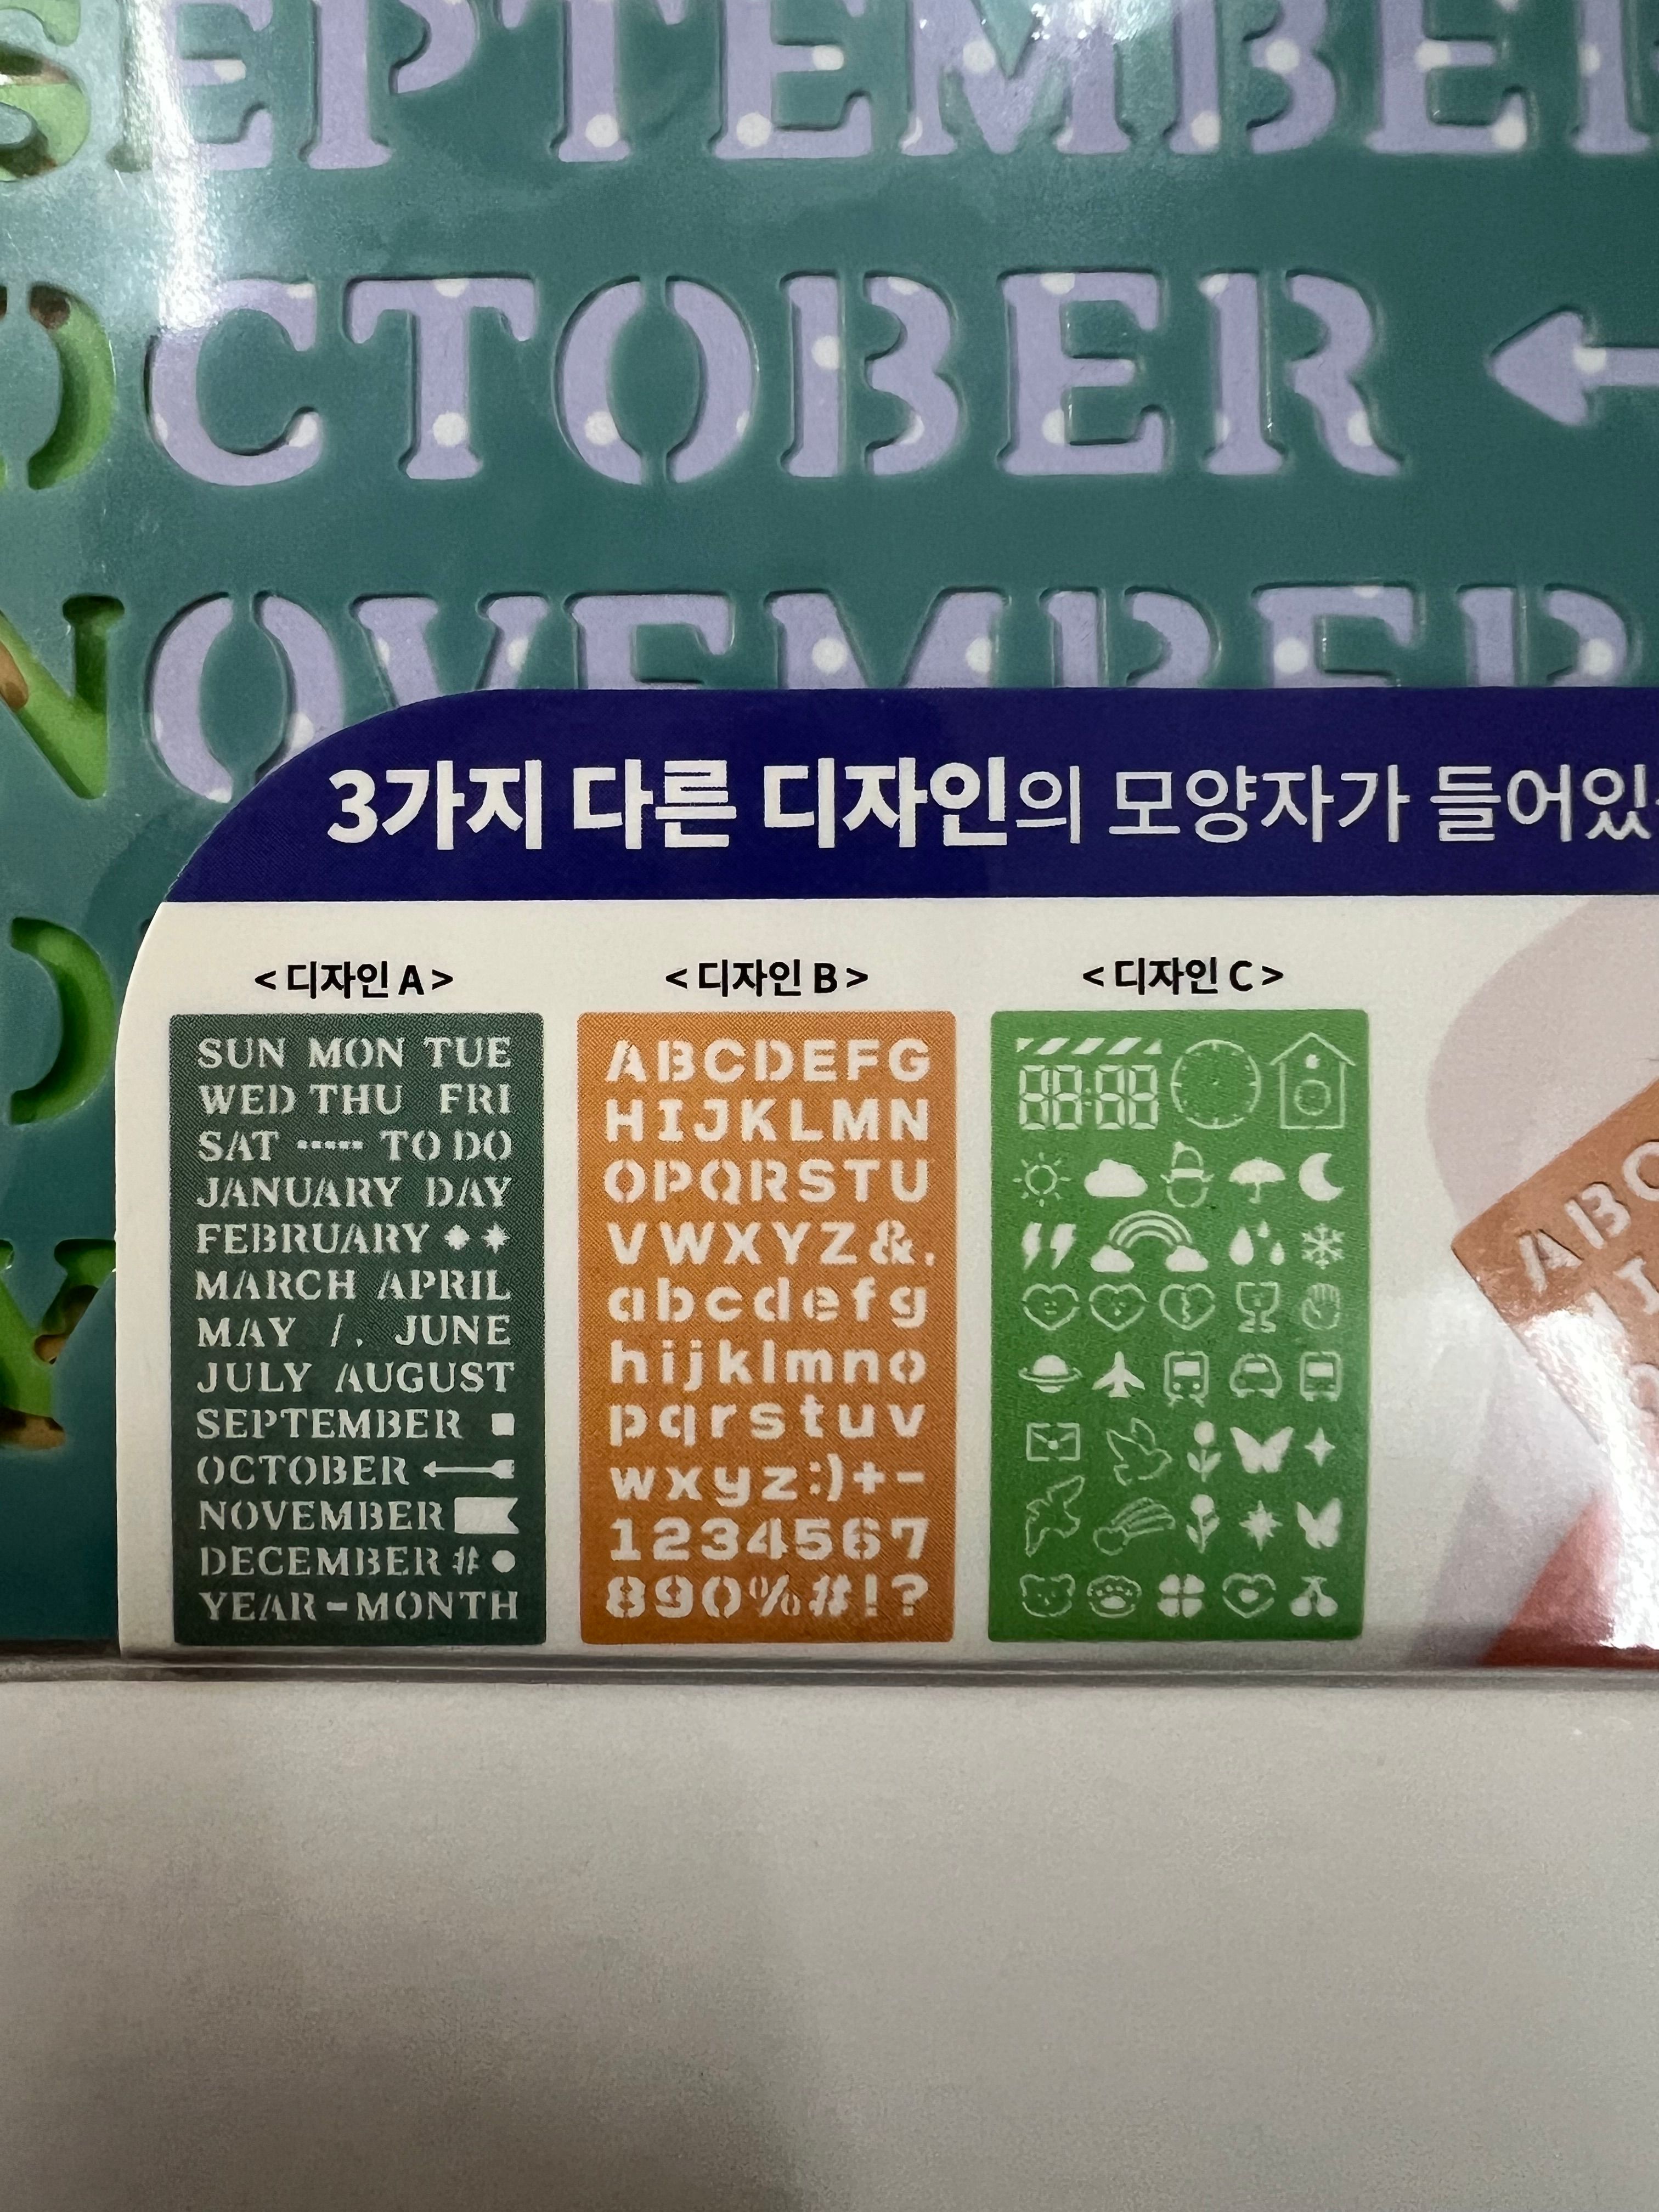 SEPTEMBER
OCTOBER
NOVEMBER
3가지 다른 디자인의 모양자가 들어있
< 디자인 A >
SUN MON TUE
WED THU FRI
SAT ----- TO DO
JANUARY DAY
FEBRUARY
MARCH APRIL
MAY / . JUNE
JULY AUGUST
SEPTEMBER
OCTOBER
NOVEMBER
DECEMBER #
YEAR - MONTH
< 디자인 B >
ABCDEFG
HIJKLMN
OPQRSTU
VWXYZ&.
abcdefg
hijklmno
pqrstuv
wxyz:)+-
1234567
890%#!?
< 디자인 C >
88:88